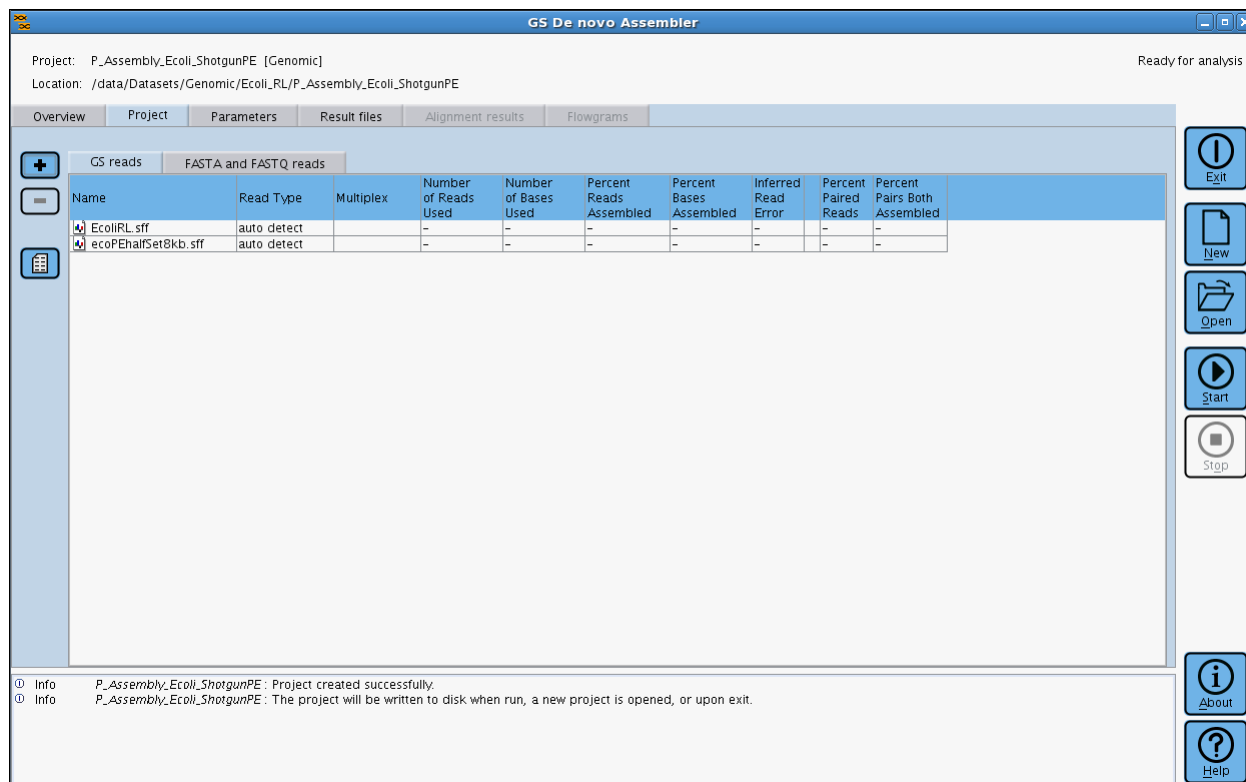 GS De novo Assembler
Project: P_Assembly_Ecoli_ShotgunPE [Genomic]
Ready for analysis
Location: /data/Datasets/Genomic/Ecoli_RL/P_Assembly_Ecoli_ShotgunPE
Overview Project Parameters Result files Alignment results Flowgrams
GS reads FASTA and FASTQ reads
Name Read Type Multiplex Number of Reads Used Number of Bases Used Percent Reads Assembled Percent Bases Assembled Inferred Read Error Percent Paired Reads Percent Pairs Both Assembled
EcoliRL.sff auto detect - - - - - - -
ecoPEhalfSet8kb.sff auto detect - - - - - - -
Exit
New
Open
Start
Stop
Info P_Assembly_Ecoli_ShotgunPE : Project created successfully.
Info P_Assembly_Ecoli_ShotgunPE : The project will be written to disk when run, a new project is opened, or upon exit.
About
Help